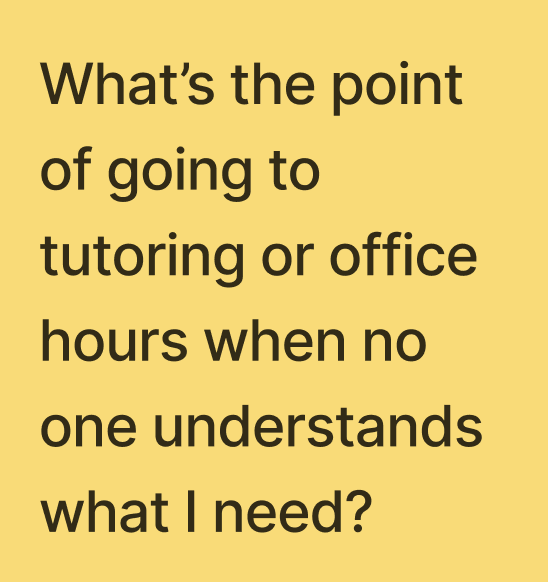 What’s the point
of going to
tutoring or office
hours when no
one understands
what I need?